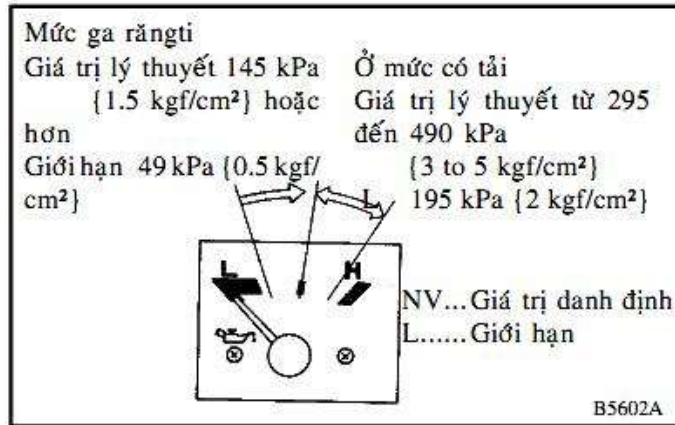 Mức ga răngti
Giá trị lý thuyết 145 kPa
{1.5 kgf/cm²} hoặc
hơn
Giới hạn 49 kPa {0.5 kgf/
cm²}
Ở mức có tải
Giá trị lý thuyết từ 295
đến 490 kPa
{3 to 5 kgf/cm²}
L 195 kPa {2 kgf/cm²}
L H
NV...Giá trị danh định
L......Giới hạn
B5602A